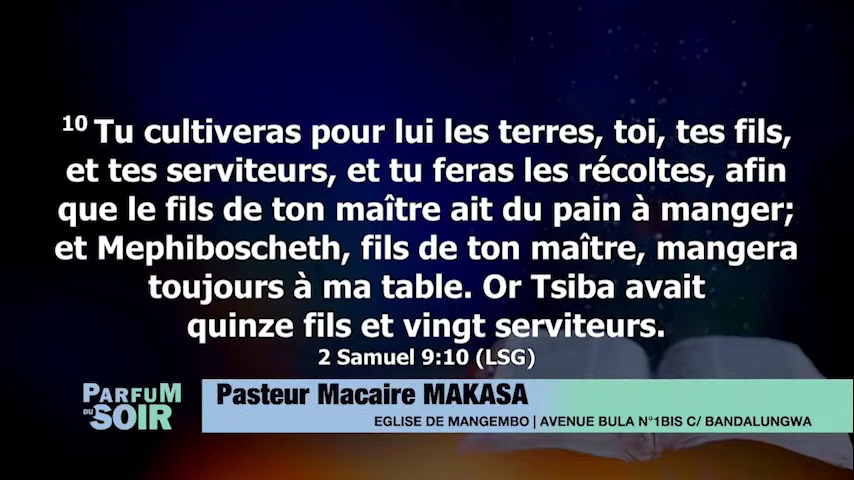 10 Tu cultiveras pour lui les terres, toi, tes fils,
et tes serviteurs, et tu feras les récoltes, afin
que le fils de ton maître ait du pain à manger;
et Mephiboscheth, fils de ton maître, mangera
toujours à ma table. Or Tsiba avait
quinze fils et vingt serviteurs.
2 Samuel 9:10 (LSG)
PARFUM
DU SOIR
Pasteur Macaire MAKASA
EGLISE DE MANGEMBO | AVENUE BULA N°1BIS C/ BANDALUNGWA